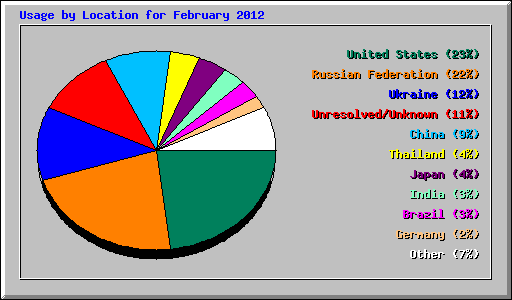 Usage by Location for February 2012
United States (23%)
Russian Federation (22%)
Ukraine (12%)
Unresolved/Unknown (11%)
China (9%)
Thailand (4%)
Japan (4%)
India (3%)
Brazil (3%)
Germany (2%)
Other (7%)